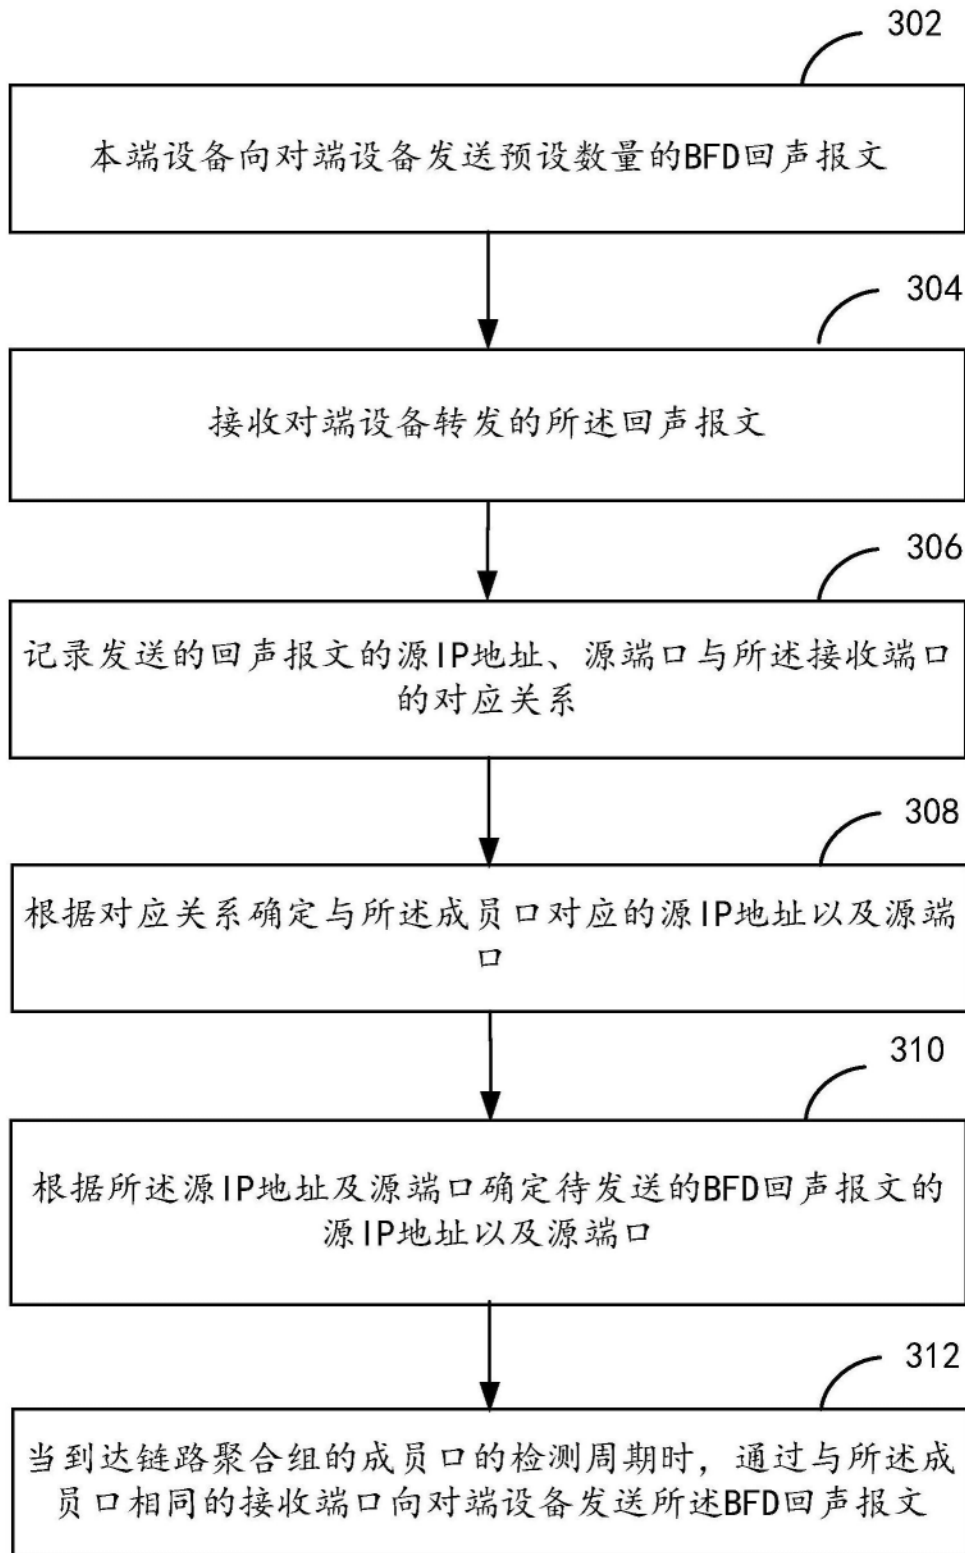 302
本端设备向对端设备发送预设数量的BFD回声报文
304
接收对端设备转发的所述回声报文
306
记录发送的回声报文的源IP地址、源端口与所述接收端口
的对应关系
308
根据对应关系确定与所述成员口对应的源IP地址以及源端
口
310
根据所述源IP地址及源端口确定待发送的BFD回声报文的
源IP地址以及源端口
312
当到达链路聚合组的成员口的检测周期时，通过与所述成
员口相同的接收端口向对端设备发送所述BFD回声报文